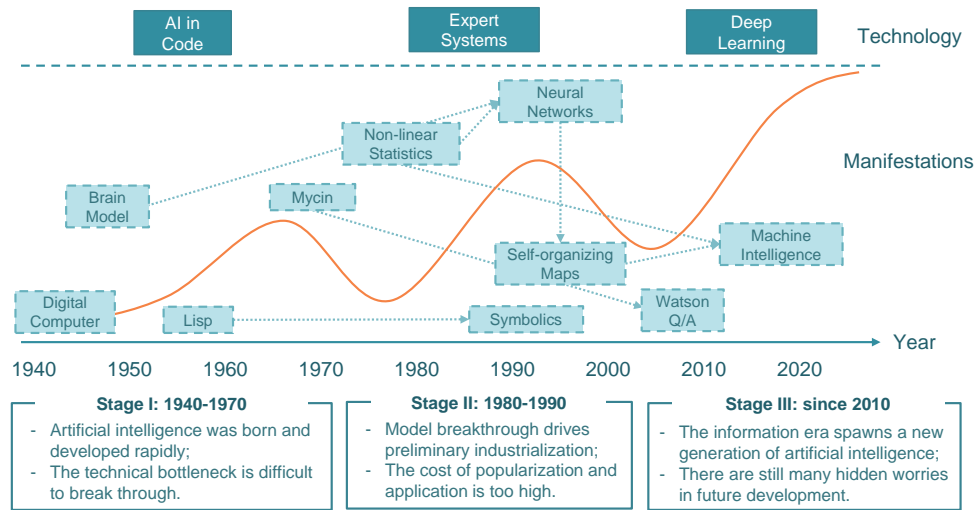 AI in
Code
Expert
Systems
Deep
Learning
Technology
Neural
Networks
Non-linear
Statistics
Manifestations
Brain
Model
Mycin
Machine
Intelligence
Self-organizing
Maps
Digital
Computer
Lisp
Symbolics
Watson
Q/A
Year
1940 1950 1960 1970 1980 1990 2000 2010 2020
Stage I: 1940-1970
- Artificial intelligence was born and
developed rapidly;
- The technical bottleneck is difficult
to break through.
Stage II: 1980-1990
- Model breakthrough drives
preliminary industrialization;
- The cost of popularization and
application is too high.
Stage III: since 2010
- The information era spawns a new
generation of artificial intelligence;
- There are still many hidden worries
in future development.